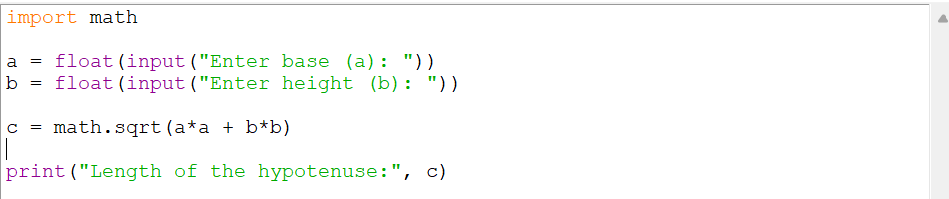 import math
a = float(input("Enter base (a): "))
b = float(input("Enter height (b): "))
c = math.sqrt(a*a + b*b)
print("Length of the hypotenuse:", c)